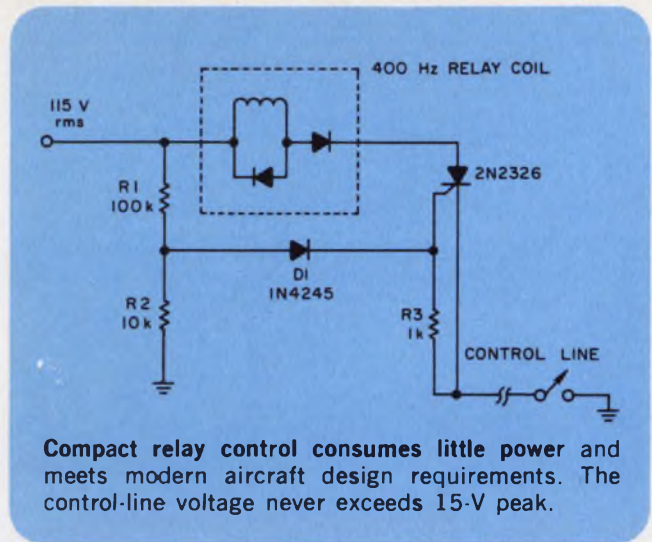 400 Hz RELAY COIL
115 V
rms
2N2326
R1
100k
D1
1N4245
R2
10k
R3
1k
CONTROL LINE
Compact relay control consumes little power and
meets modern aircraft design requirements. The
control-line voltage never exceeds 15-V peak.